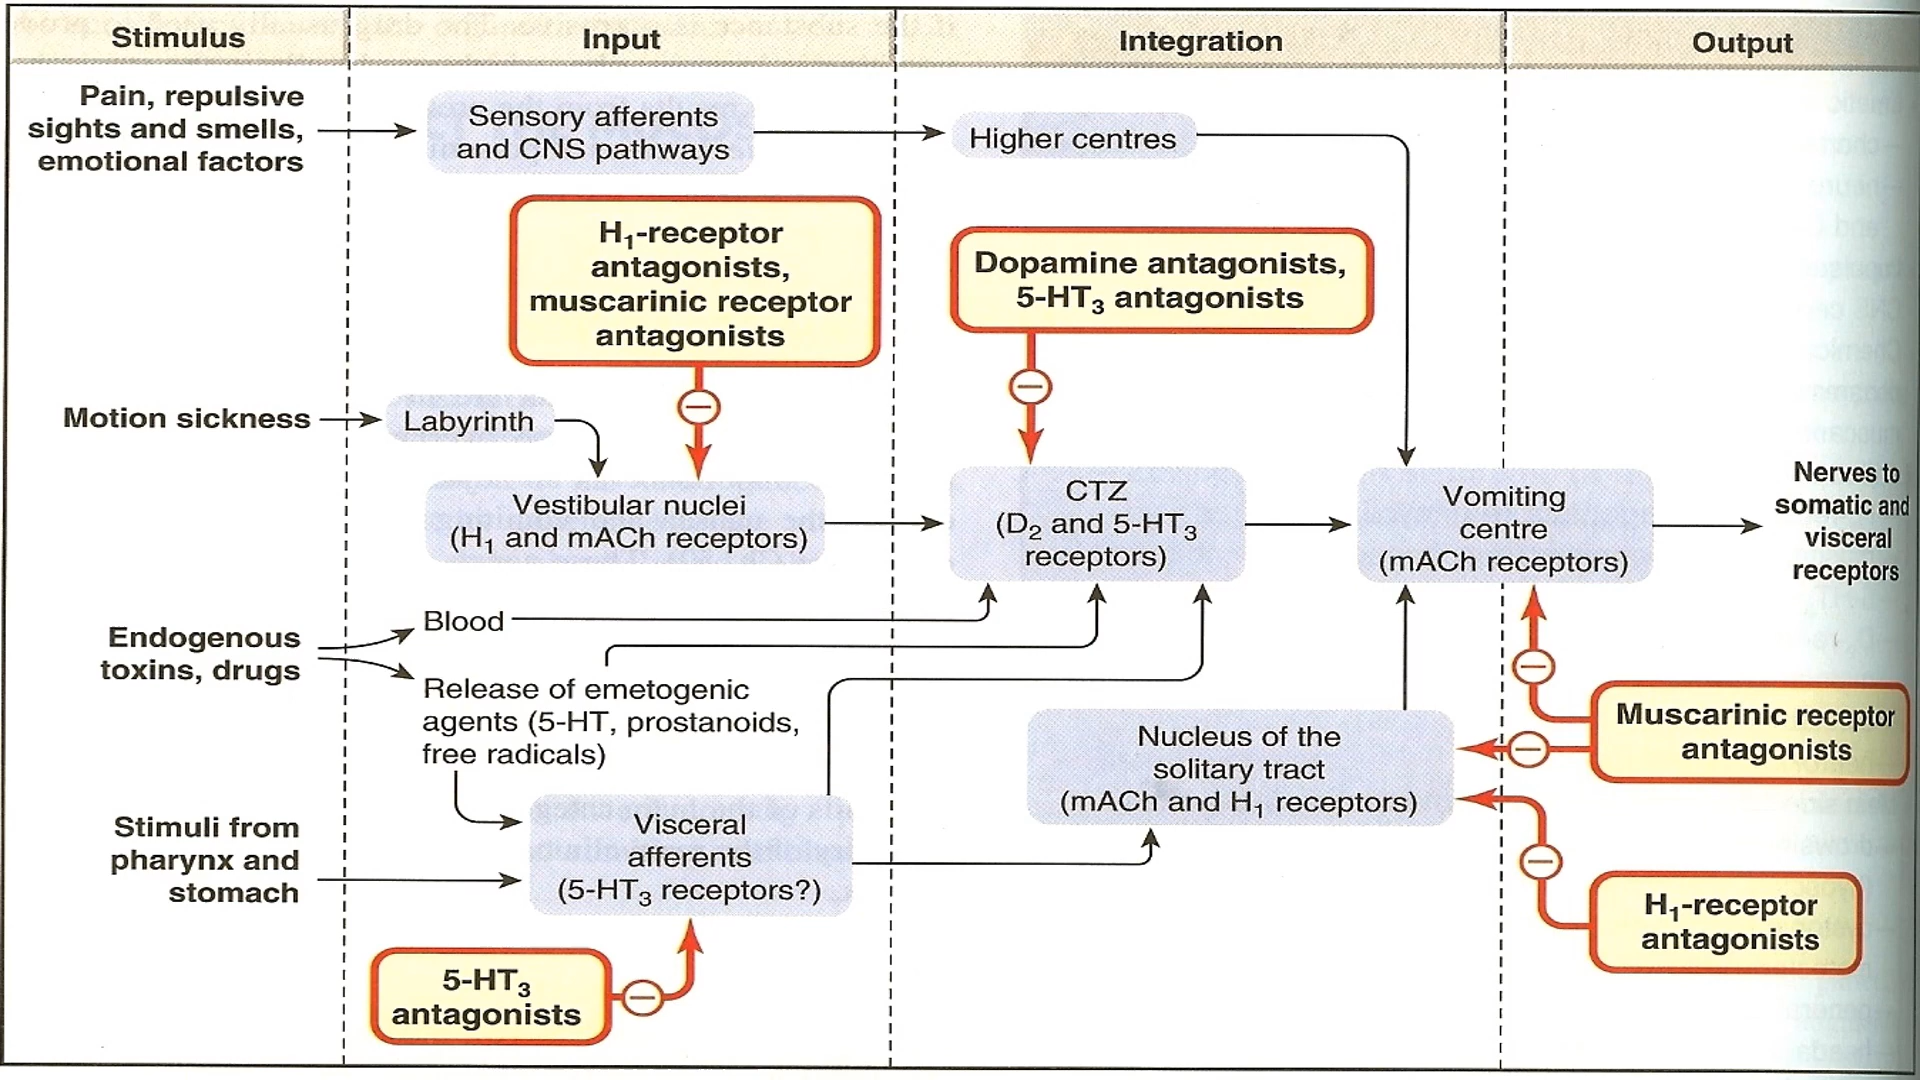 Stimulus
Input
Integration
Output
Pain, repulsive
sights and smells,
emotional factors
Sensory afferents
and CNS pathways
Higher centres
H₁-receptor
antagonists,
muscarinic receptor
antagonists
Dopamine antagonists,
5-HT₃ antagonists
Motion sickness
Labyrinth
Vestibular nuclei
(H₁ and mACh receptors)
CTZ
(D₂ and 5-HT₃
receptors)
Vomiting
centre
(mACh receptors)
Nerves to
somatic and
visceral
receptors
Endogenous
toxins, drugs
Blood
Release of emetogenic
agents (5-HT, prostanoids,
free radicals)
Nucleus of the
solitary tract
(mACh and H₁ receptors)
Muscarinic receptor
antagonists
Stimuli from
pharynx and
stomach
Visceral
afferents
(5-HT₃ receptors?)
H₁-receptor
antagonists
5-HT₃
antagonists